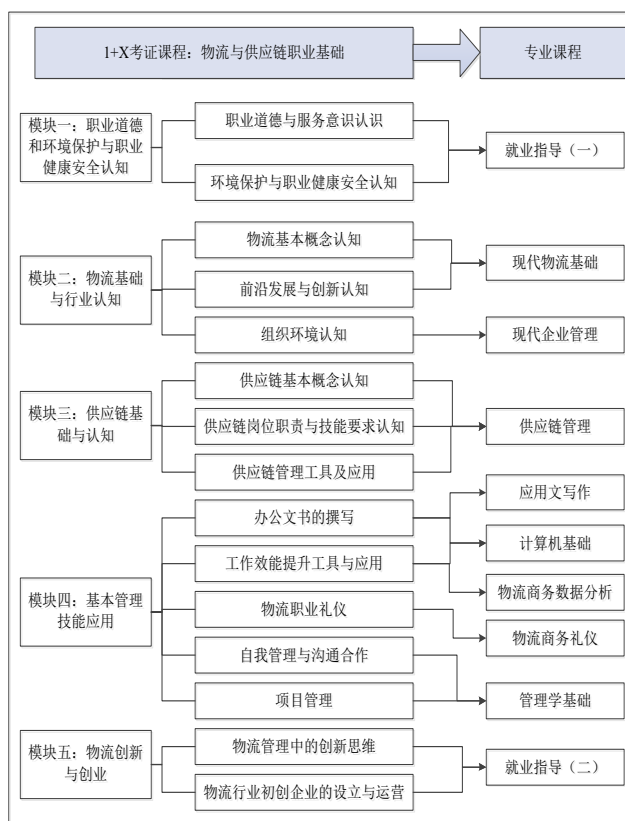 1+X考证课程：物流与供应链职业基础
专业课程
模块一：职业道德
和环境保护与职业
健康安全认知
职业道德与服务意识认识
环境保护与职业健康安全认知
就业指导（一）
模块二：物流基础
与行业认知
物流基本概念认知
前沿发展与创新认知
组织环境认知
现代物流基础
现代企业管理
模块三：供应链基
础与认知
供应链基本概念认知
供应链岗位职责与技能要求认知
供应链管理工具及应用
供应链管理
模块四：基本管理
技能应用
办公文书的撰写
工作效能提升工具与应用
物流职业礼仪
自我管理与沟通合作
项目管理
应用文写作
计算机基础
物流商务数据分析
物流商务礼仪
管理学基础
模块五：物流创新
与创业
物流管理中的创新思维
物流行业初创企业的设立与运营
就业指导（二）